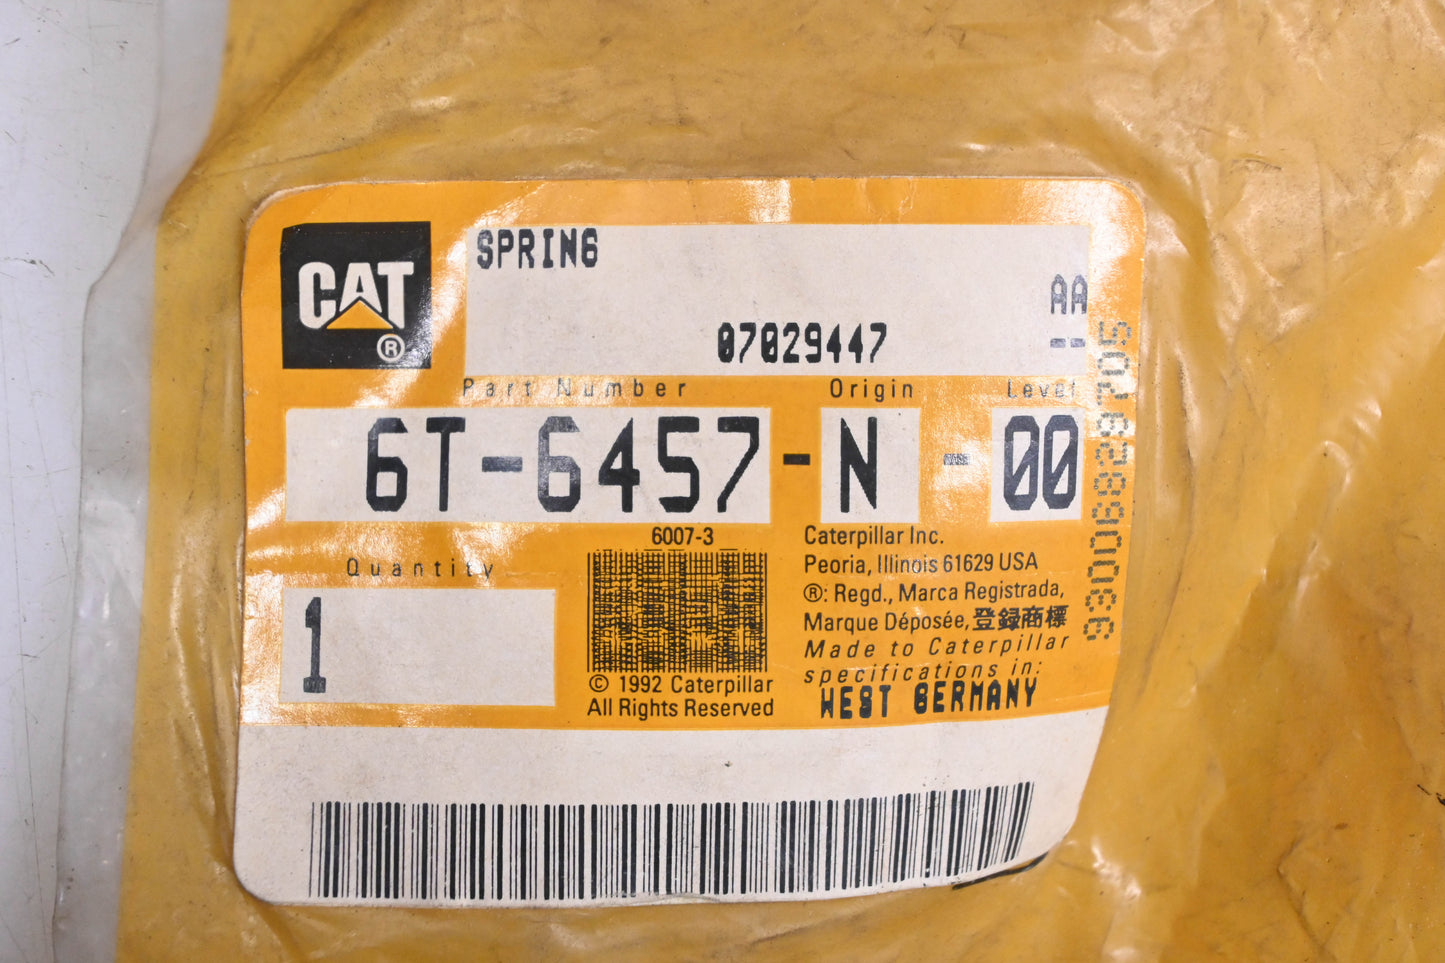 CAT
®
SPRING
AA
07029447
--
Part Number Origin Level
6T-6457-N-00
6007-3
Quantity
1
Caterpillar Inc.
Peoria, Illinois 61629 USA
®: Regd., Marca Registrada,
Marque Déposée, 登録商標
Made to Caterpillar
specifications in:
WEST GERMANY
© 1992 Caterpillar
All Rights Reserved